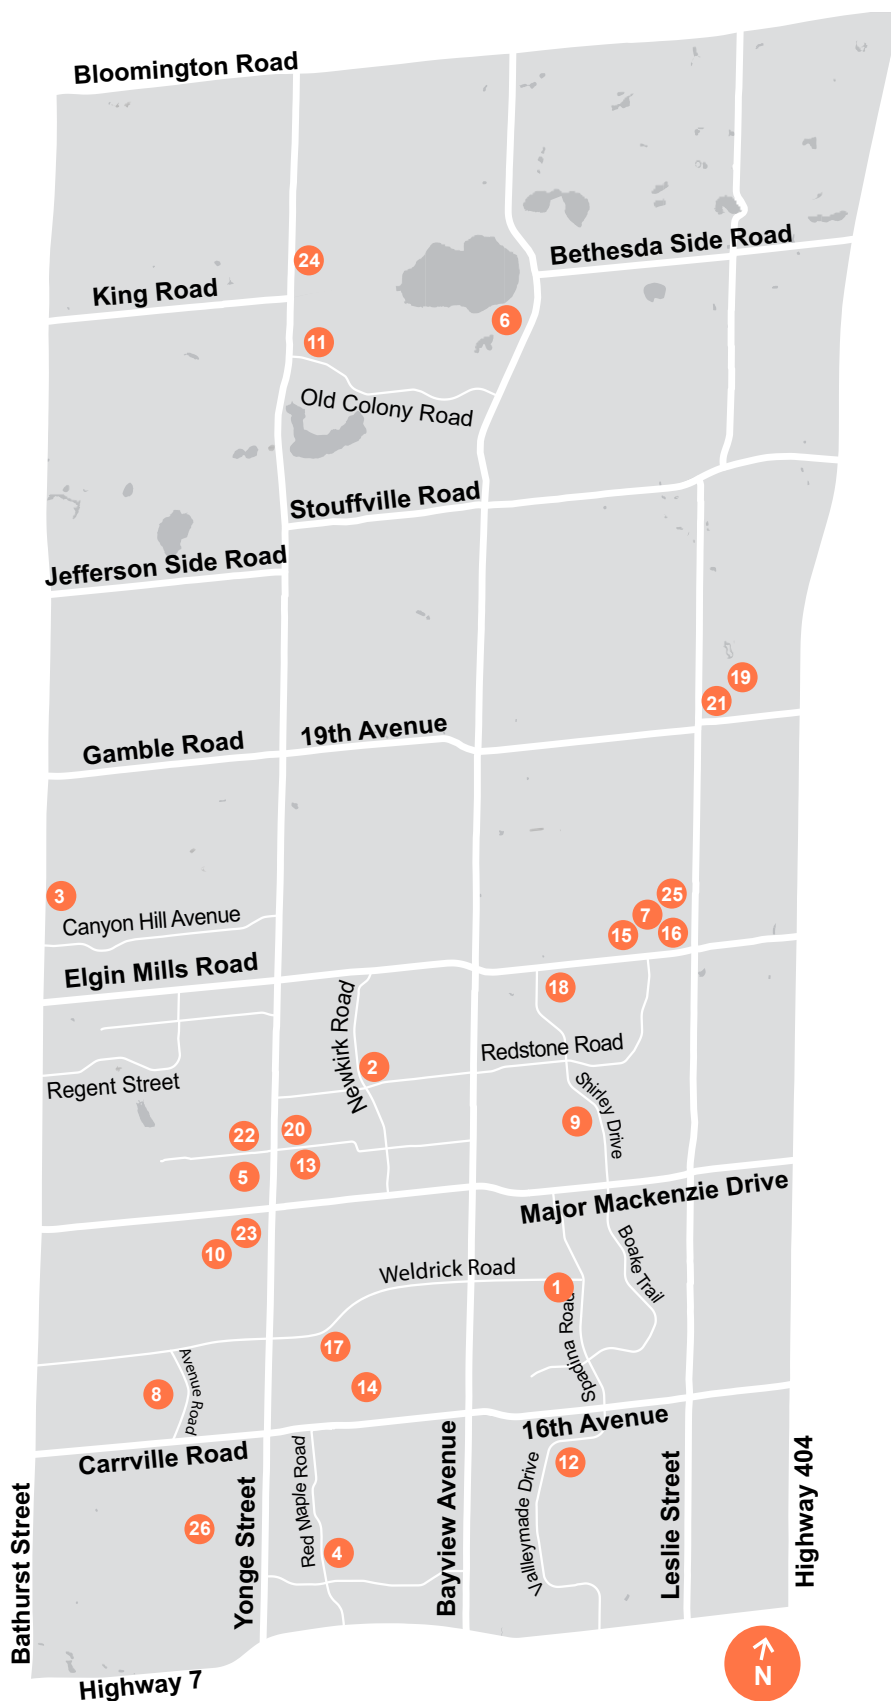 Bloomington Road
Bethesda Side Road
24
King Road
6
11
Old Colony Road
Stouffville Road
Jefferson Side Road
19
21
19th Avenue
Gamble Road
3
25
7
15
16
Canyon Hill Avenue
Elgin Mills Road
18
Newkirk Road
Redstone Road
2
Regent Street
Shirley Drive
9
22
20
13
5
Major Mackenzie Drive
23
10
Boake Trail
Weldrick Road
1
Spadina Road
17
Avenue Road
14
8
16th Avenue
Carrville Road
12
Bathurst Street
Yonge Street
Red Maple Road
Bayview Avenue
Vallleymade Drive
Leslie Street
Highway 404
26
4
N
Highway 7